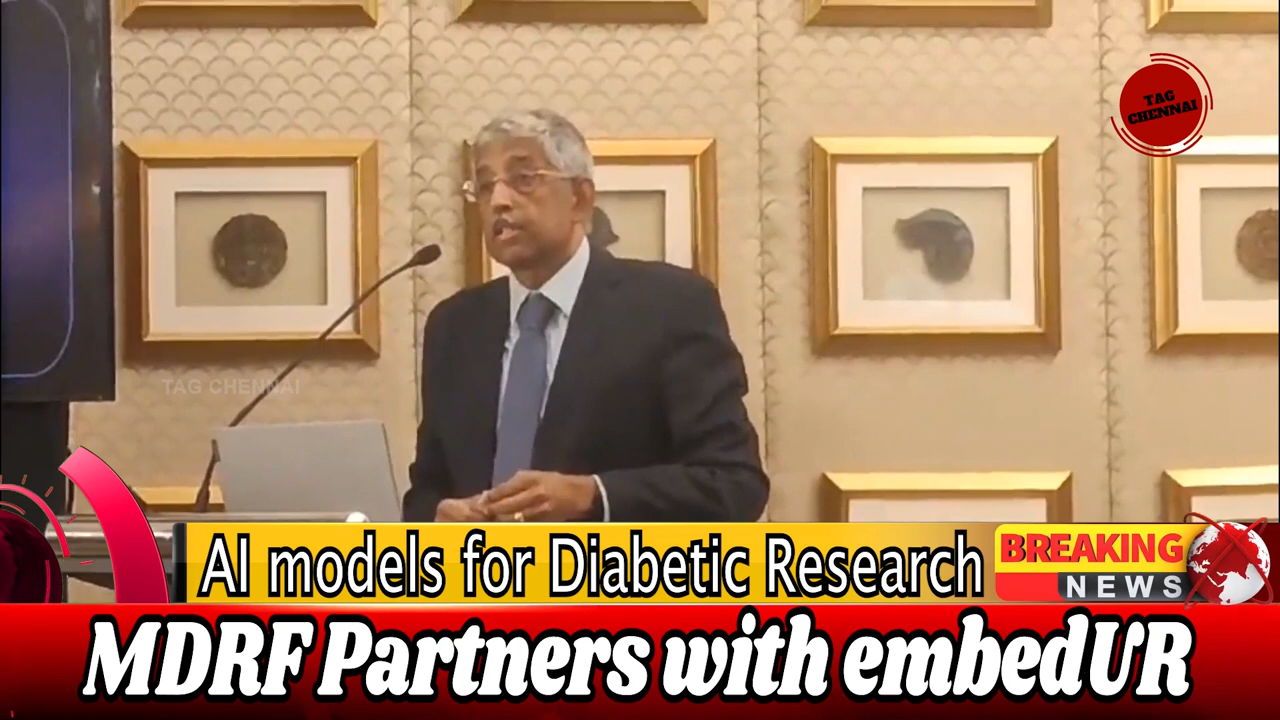 TAG
CHENNAI
TAG CHENNAI
AI models for Diabetic Research
BREAKING
NEWS
MDRF Partners with embedUR